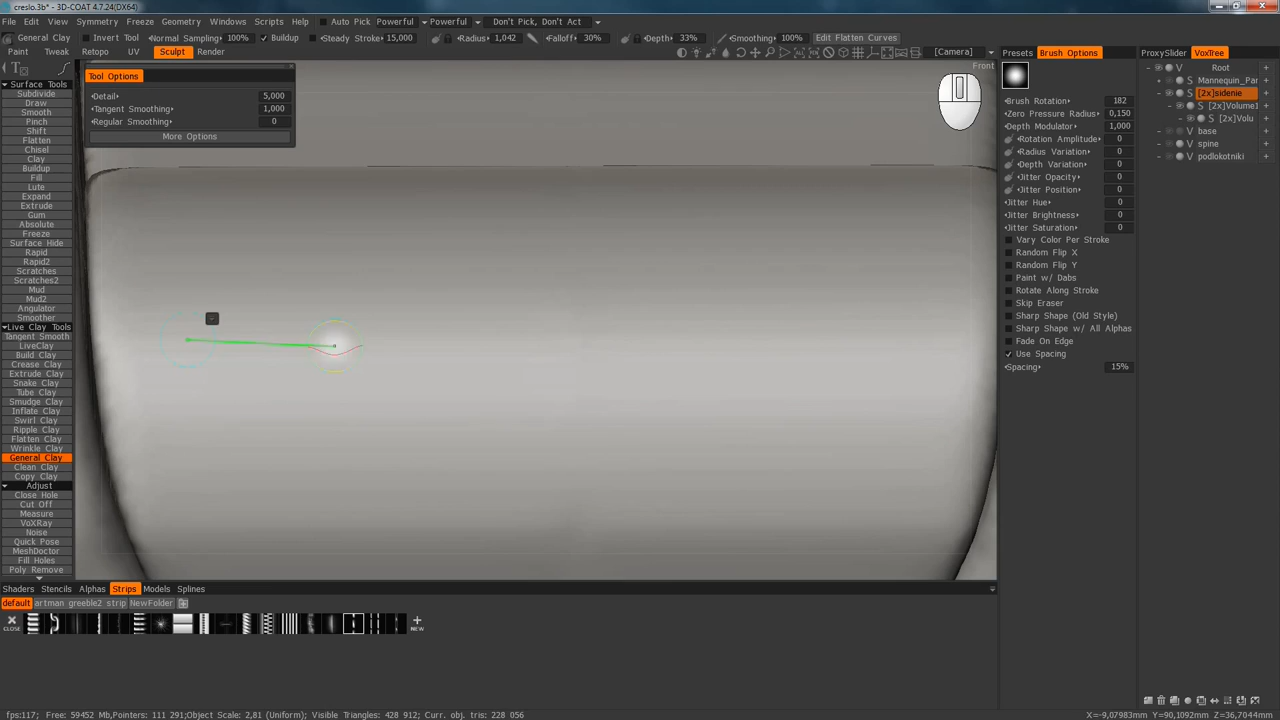 creslo.3b* - 3D-COAT 4.7.24(DX64)
File Edit View Symmetry Freeze Geometry Windows Scripts Help Auto Pick Powerful Powerful Don't Pick, Don't Act
General Clay Invert Tool Normal Sampling 100% Buildup Steady Stroke 15,000 Radius 1,042 Falloff 30% Depth 33% Smoothing 100% Edit Flatten Curves
Paint Tweak Retopo UV Sculpt Render [Camera]
Front
Tool Options
Detail 5,000
Tangent Smoothing 1,000
Regular Smoothing 0
More Options
Surface Tools
Subdivide
Draw
Smooth
Pinch
Shift
Flatten
Chisel
Clay
Buildup
Fill
Lute
Expand
Extrude
Gum
Absolute
Freeze
Surface Hide
Rapid
Rapid2
Scratches
Scratches2
Mud
Mud2
Angulator
Smoother
Live Clay Tools
Tangent Smooth
LiveClay
Build Clay
Crease Clay
Extrude Clay
Snake Clay
Tube Clay
Smudge Clay
Inflate Clay
Swirl Clay
Ripple Clay
Flatten Clay
Wrinkle Clay
General Clay
Clean Clay
Copy Clay
Adjust
Close Hole
Cut Off
Measure
VoXRay
Noise
Quick Pose
MeshDoctor
Fill Holes
Poly Remove
Presets Brush Options
Brush Rotation 182
Zero Pressure Radius 0,150
Depth Modulator 1,000
Rotation Amplitude 0
Radius Variation 0
Depth Variation 0
Jitter Opacity 0
Jitter Position 0
Jitter Hue 0
Jitter Brightness 0
Jitter Saturation 0
Vary Color Per Stroke
Random Flip X
Random Flip Y
Paint w/ Dabs
Rotate Along Stroke
Skip Eraser
Sharp Shape (Old Style)
Sharp Shape w/ All Alphas
Fade On Edge
Use Spacing
Spacing 15%
ProxySlider VoxTree
V Root +
S Mannequin_Par +
S [2x]sidenie +
S [2x]Volume1 +
S [2x]Volu +
V base +
V spine +
V podlokotniki +
Shaders Stencils Alphas Strips Models Splines
default artman greeble2 strip NewFolder
CLOSE NEW
fps:117; Free: 59452 Mb,Pointers: 111 291;Object Scale: 2,81 (Uniform); Visible Triangles: 428 912; Curr. obj. tris: 228 056 X=-9,07983mm Y=90,1092mm Z=36,7044mm